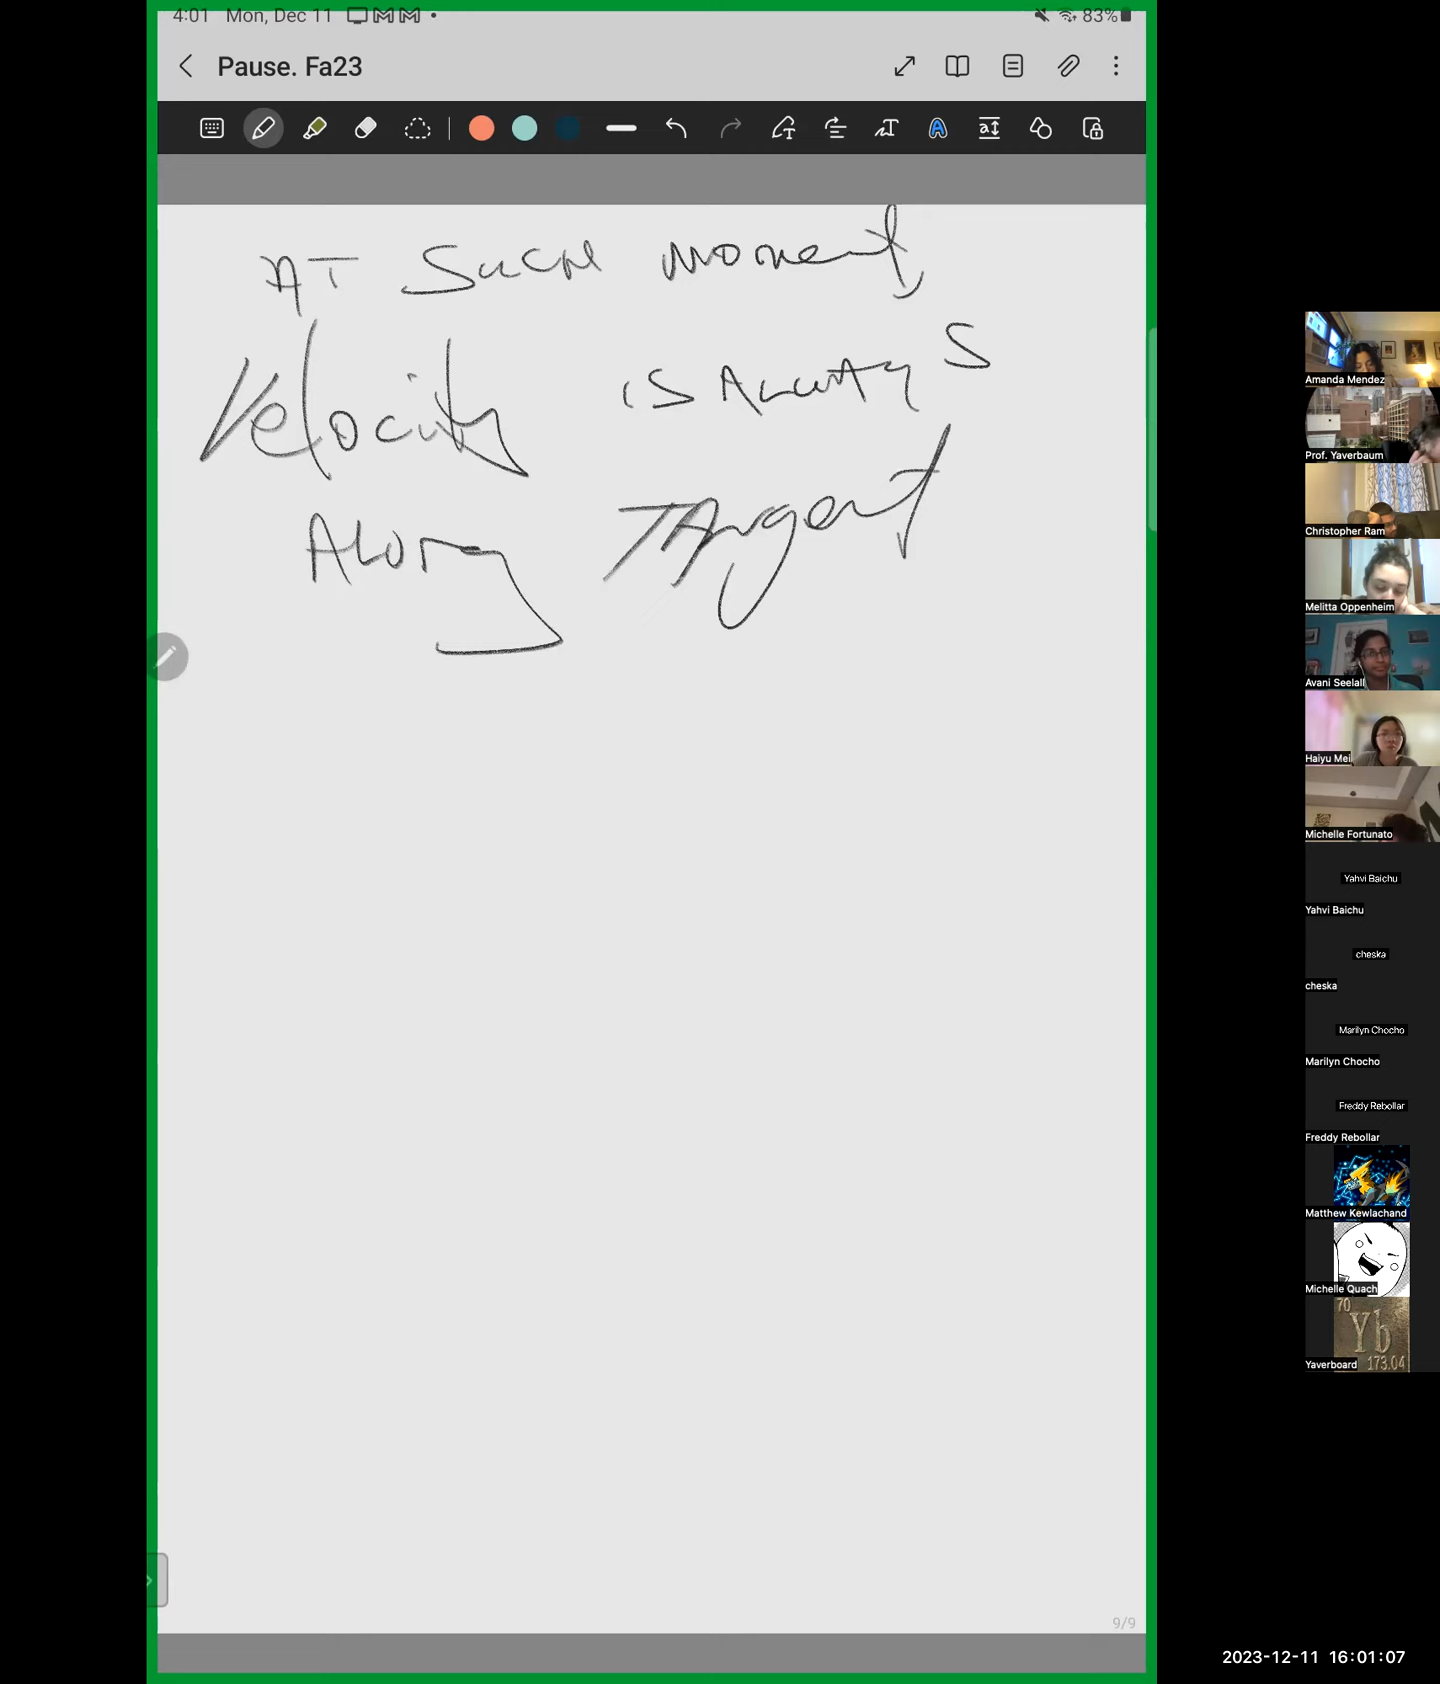 4:01 Mon, Dec 11
83%
Pause. Fa23
AT Such moment,
Velocity is ALWAYS
Along TAngent
9/9
Amanda Mendez
Prof. Yaverbaum
Christopher Ram
Melitta Oppenheim
Avani Seelall
Haiyu Mei
Michelle Fortunato
Yahvi Baichu
Yahvi Baichu
cheska
cheska
Marilyn Chocho
Marilyn Chocho
Freddy Rebollar
Freddy Rebollar
Matthew Kewlachand
Michelle Quach
70
Yb
Yaverboard 173.04
2023-12-11 16:01:07